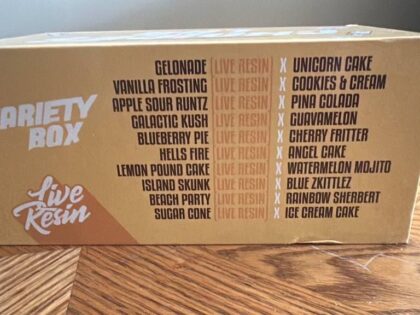 ARIETY
BOX
Live
Resin
GELONADE [LIVE RESIN] X UNICORN CAKE
VANILLA FROSTING [LIVE RESIN] X COOKIES & CREAM
APPLE SOUR RUNTZ [LIVE RESIN] X PINA COLADA
GALACTIC KUSH [LIVE RESIN] X GUAVAMELON
BLUEBERRY PIE [LIVE RESIN] X CHERRY FRITTER
HELLS FIRE [LIVE RESIN] X ANGEL CAKE
LEMON POUND CAKE [LIVE RESIN] X WATERMELON MOJITO
ISLAND SKUNK [LIVE RESIN] X BLUE ZKITTLEZ
BEACH PARTY [LIVE RESIN] X RAINBOW SHERBERT
SUGAR CONE [LIVE RESIN] X ICE CREAM CAKE